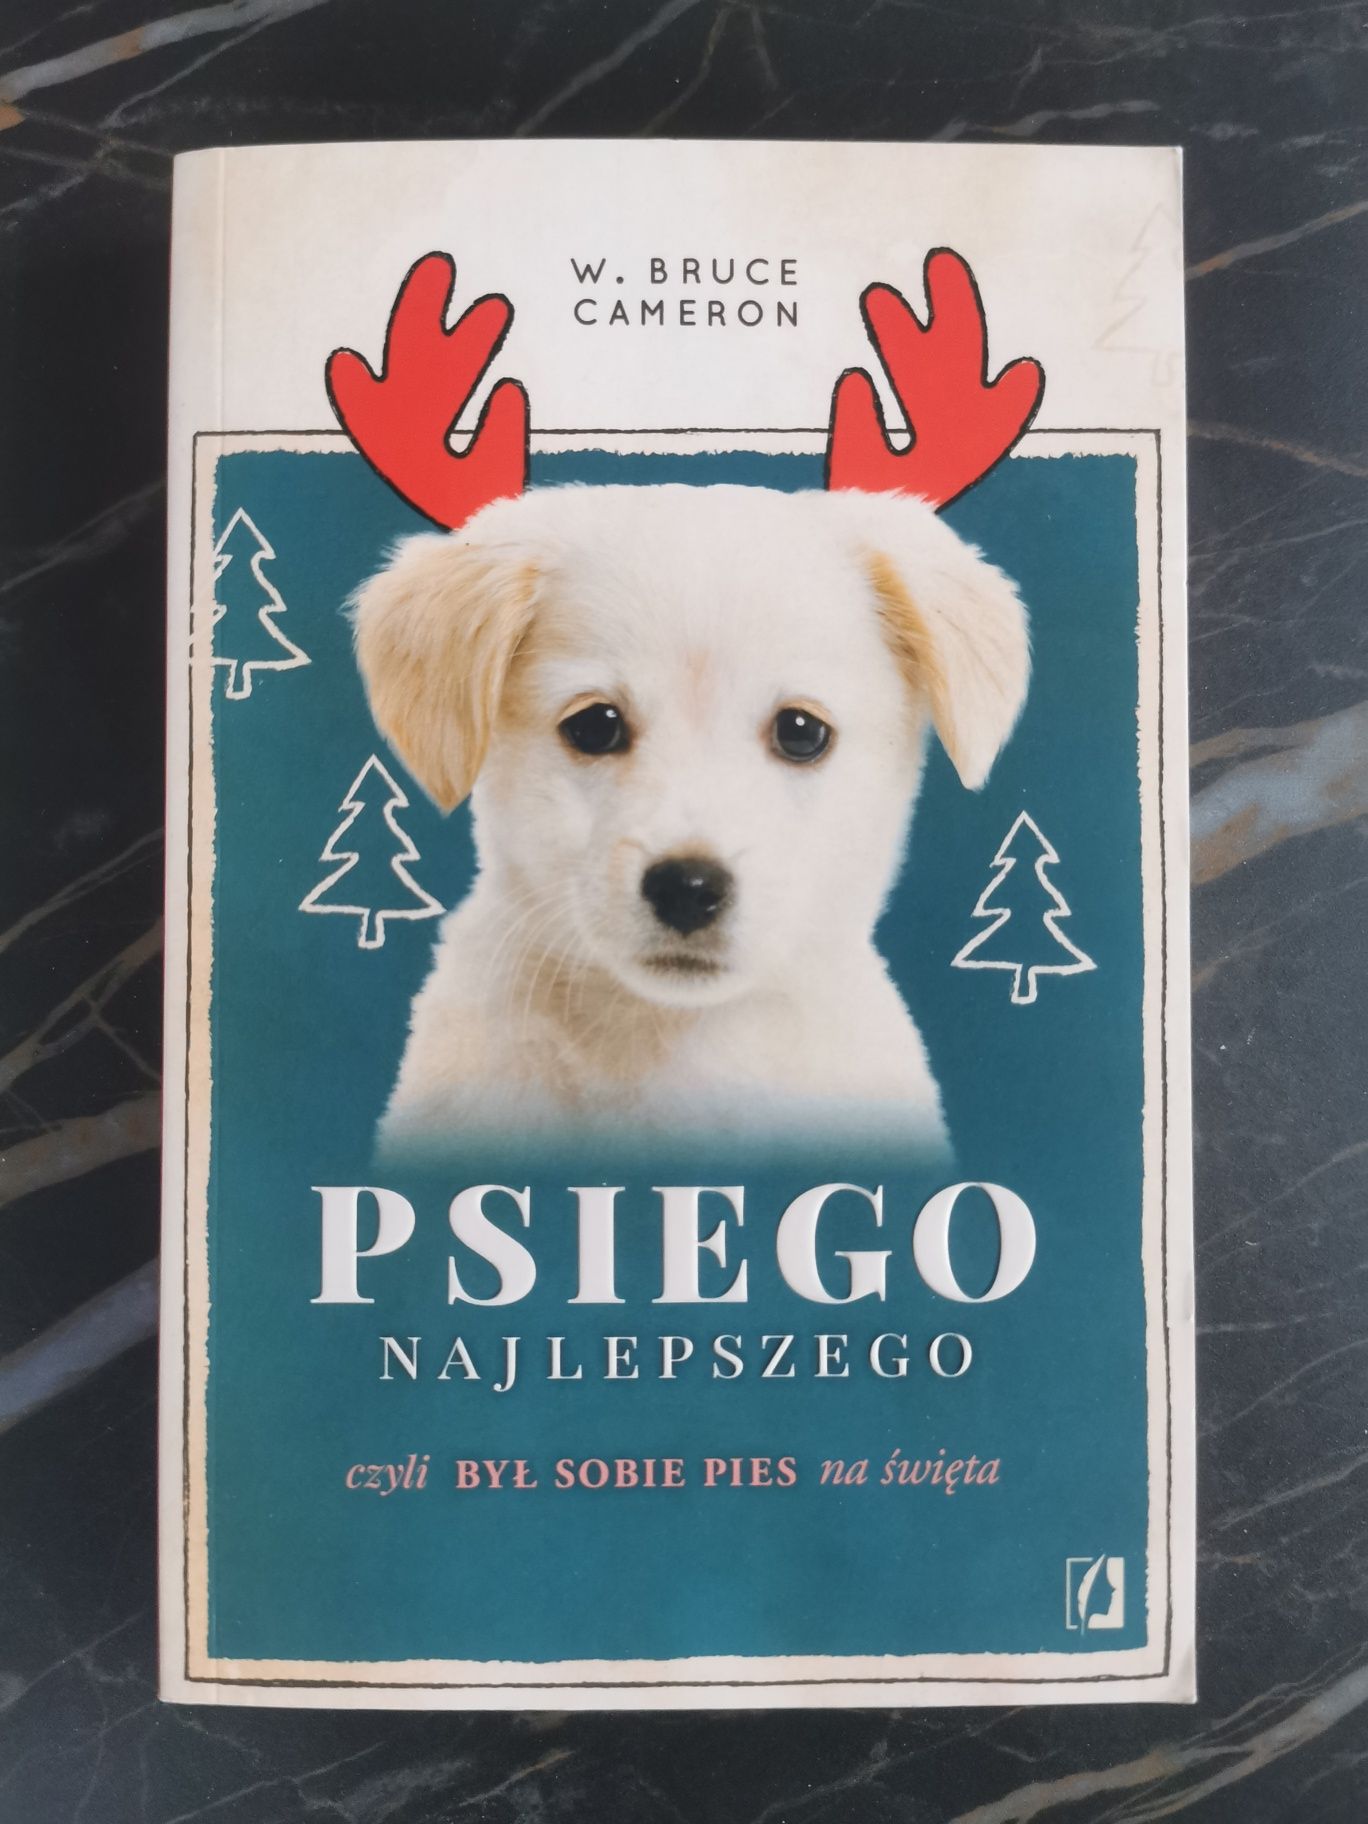 W. BRUCE
CAMERON
PSIEGO
NAJLEPSZEGO
czyli BYŁ SOBIE PIES na święta